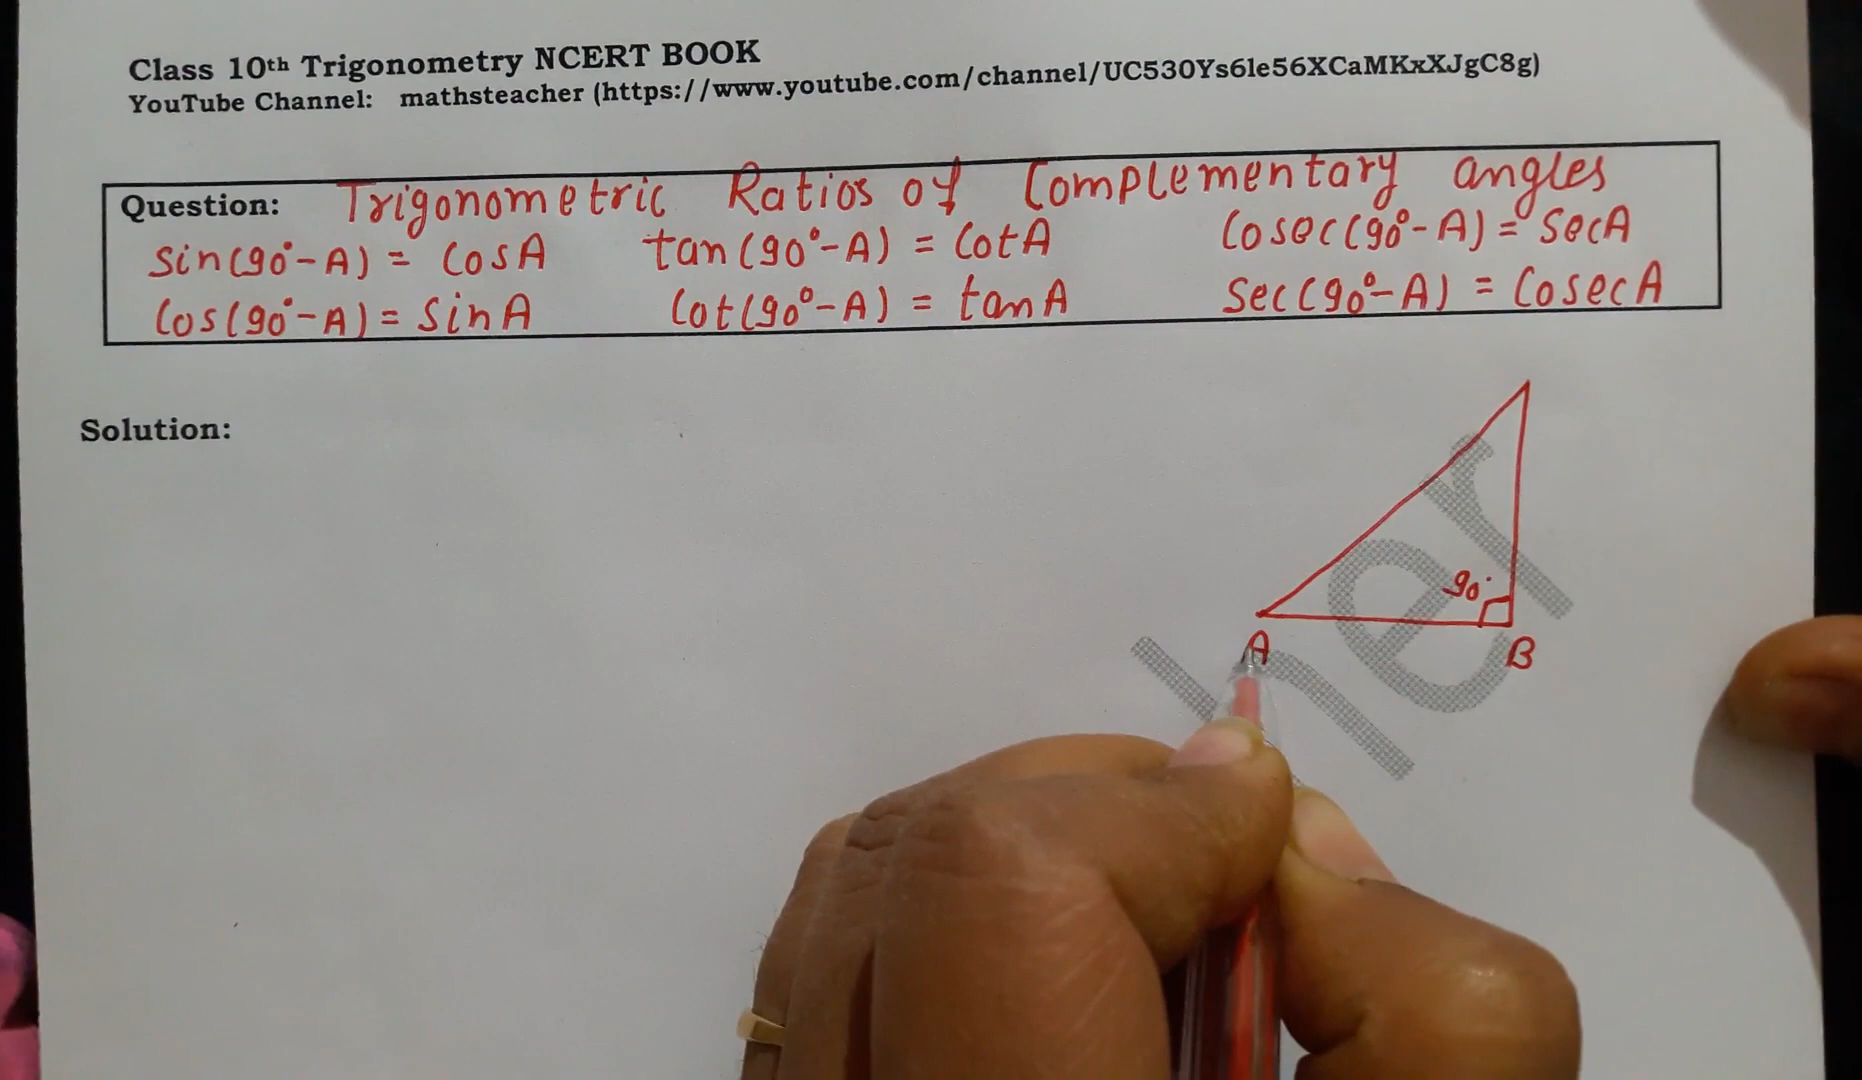 Class 10th Trigonometry NCERT BOOK
YouTube Channel: mathsteacher (https://www.youtube.com/channel/UC530Ys6le56XCaMKxXJgC8g)
Question: Trigonometric Ratios of Complementary angles
sin(90°-A) = cosA tan(90°-A) = cotA Cosec(90°-A) = SecA
Cos(90°-A) = sinA Cot(90°-A) = tanA Sec(90°-A) = CosecA
Solution:
90°
A B
her